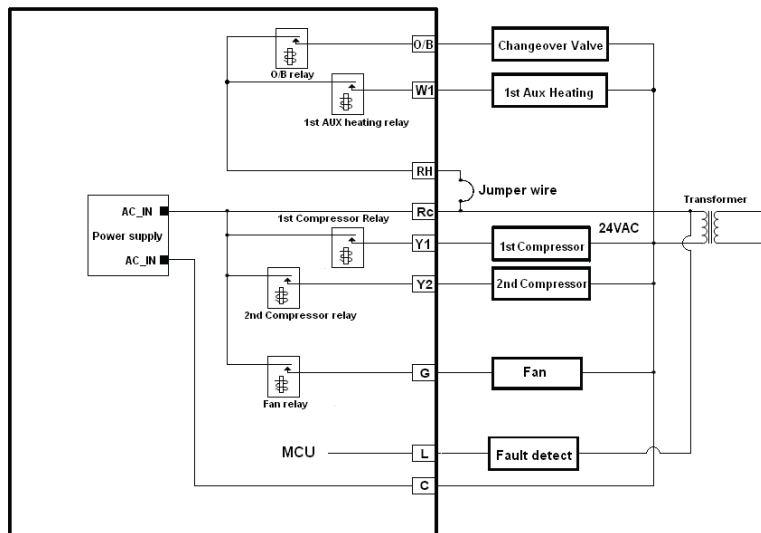 O/B
Changeover Valve
O/B relay
W1
1st Aux Heating
1st AUX heating relay
RH
Jumper wire
Transformer
AC_IN
Rc
1st Compressor Relay
24VAC
Power supply
Y1
1st Compressor
AC_IN
Y2
2nd Compressor
2nd Compressor relay
G
Fan
Fan relay
MCU
L
Fault detect
C